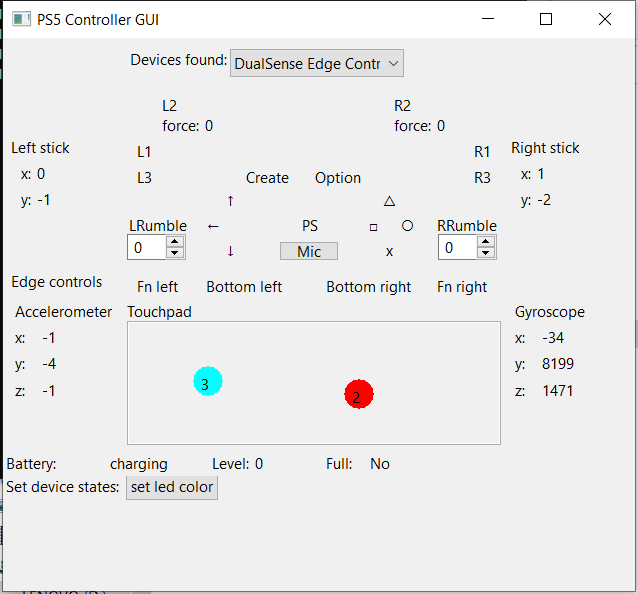 PS5 Controller GUI
Devices found: DualSense Edge Contr
L2 R2
force: 0 force: 0
Left stick L1 R1 Right stick
x: 0 L3 Create Option R3 x: 1
y: -1 ↑ △ y: -2
LRumble ← PS □ ○ RRumble
0 ↓ Mic x 0
Edge controls Fn left Bottom left Bottom right Fn right
Accelerometer Touchpad Gyroscope
x: -1 x: -34
y: -4 y: 8199
z: -1 3 2 z: 1471
Battery: charging Level: 0 Full: No
Set device states: set led color